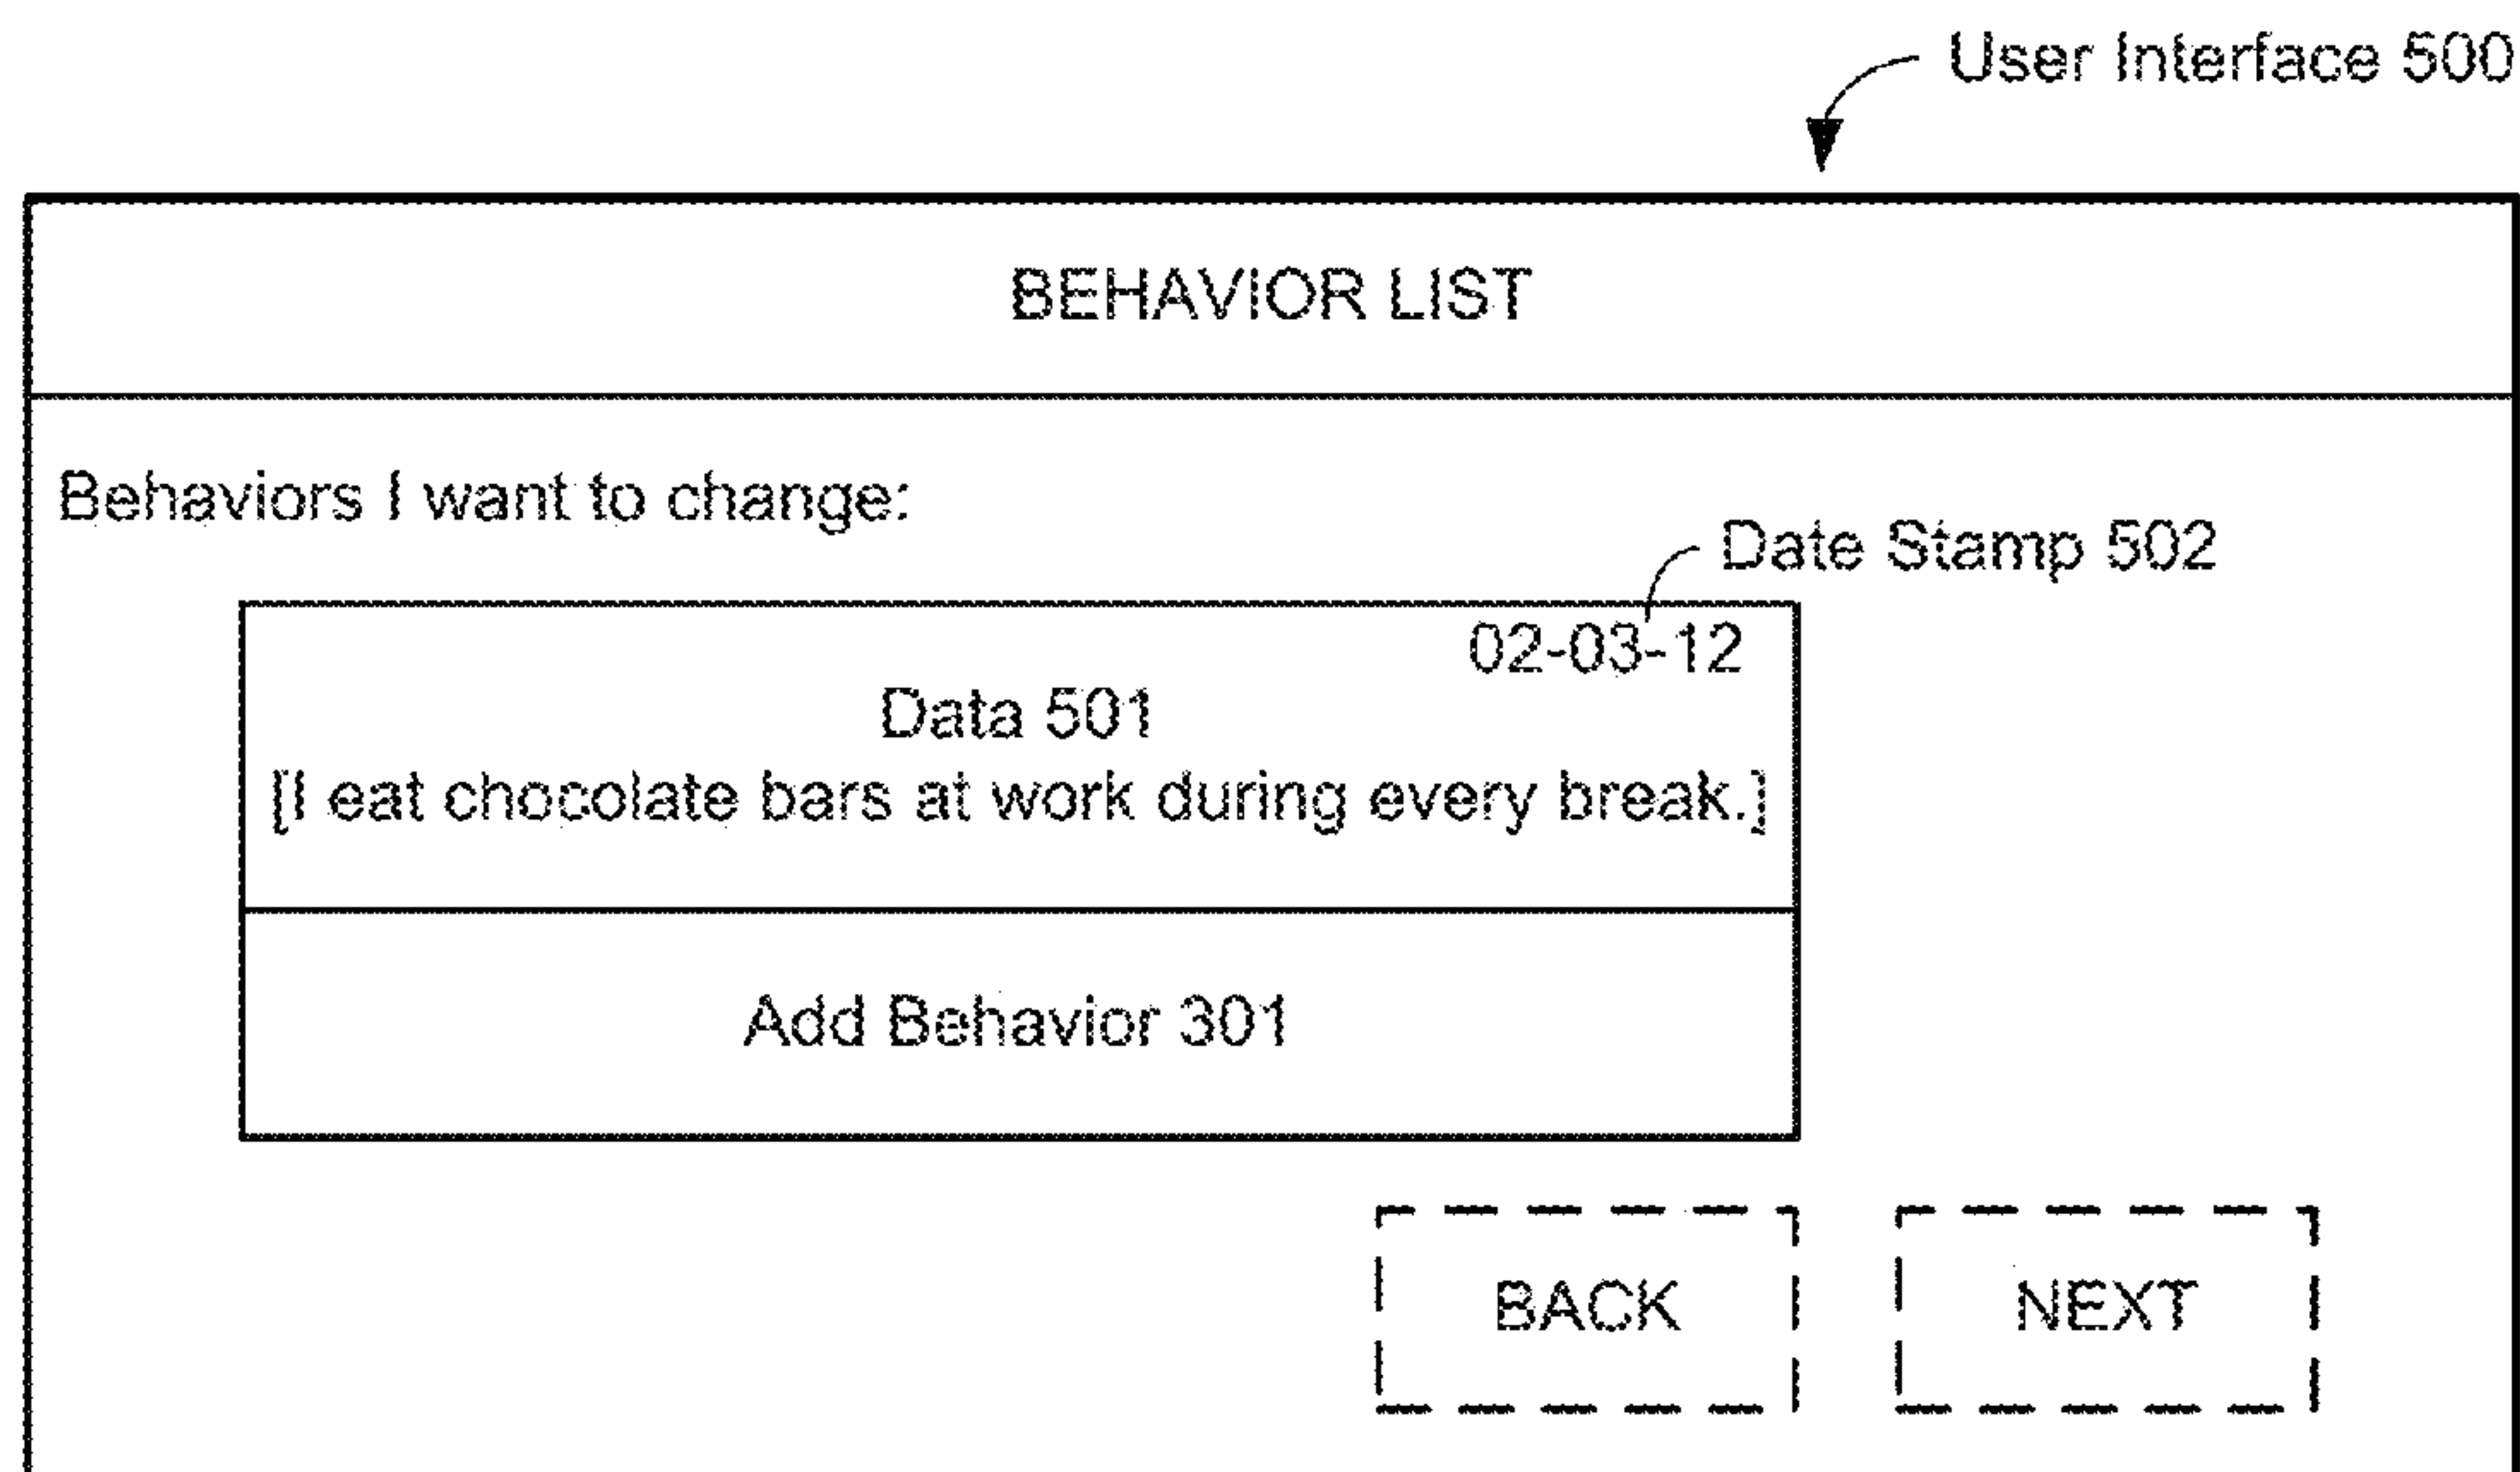 User Interface 500
BEHAVIOR LIST
Behaviors I want to change:
Date Stamp 502
02-03-12
Data 501
[I eat chocolate bars at work during every break.]
Add Behavior 301
BACK
NEXT